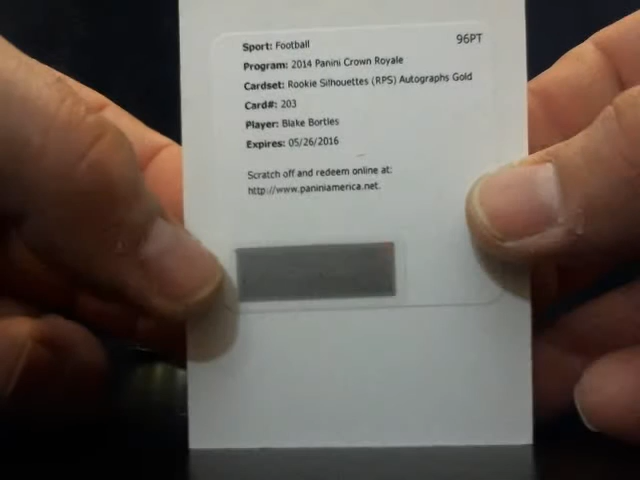 96PT
Sport: Football
Program: 2014 Panini Crown Royale
Cardset: Rookie Silhouettes (RPS) Autographs Gold
Card#: 203
Player: Blake Bortles
Expires: 05/26/2016
Scratch off and redeem online at:
http://www.paniniamerica.net.